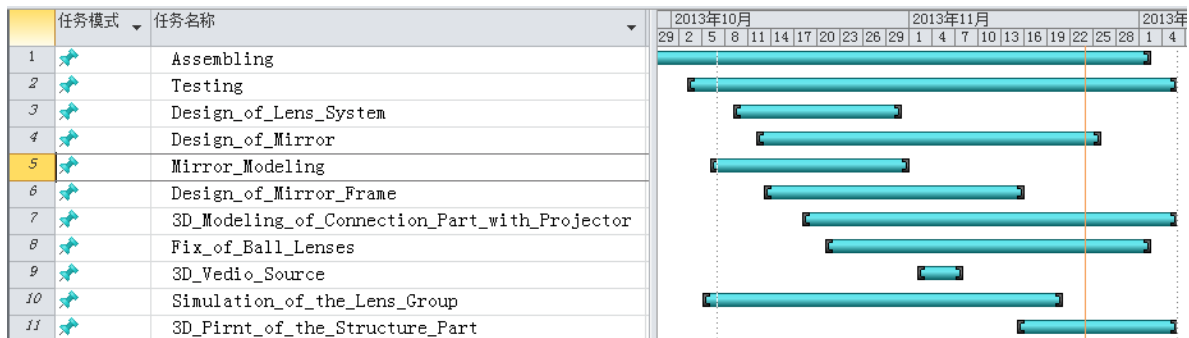 任务模式 任务名称 2013年10月 2013年11月 2013年
29 2 5 8 11 14 17 20 23 26 29 1 4 7 10 13 16 19 22 25 28 1 4
1 Assembling
2 Testing
3 Design_of_Lens_System
4 Design_of_Mirror
5 Mirror_Modeling
6 Design_of_Mirror_Frame
7 3D_Modeling_of_Connection_Part_with_Projector
8 Fix_of_Ball_Lenses
9 3D_Vedio_Source
10 Simulation_of_the_Lens_Group
11 3D_Pirnt_of_the_Structure_Part